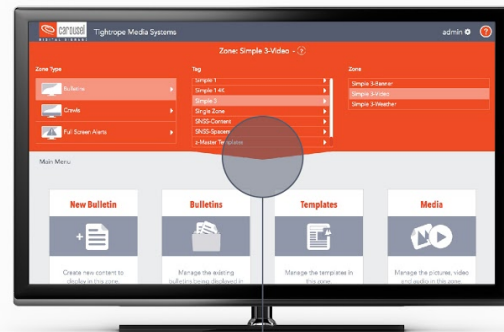 Carousel Tightrope Media Systems
admin
?
DIGITAL SIGNAGE
Zone: Simple 3-Video - ?
Zone Type
Tag
Zone
Bulletins
Crawls
Full Screen Alerts
Simple 1
Simple 1 4S
Simple 3
Single Zone
SNSS-Content
SNSS-Spacers
z-Master Templates
Simple 3-Banner
Simple 3-Video
Simple 3-Weather
Main Menu
New Bulletin
Create new content to
display in this zone.
Bulletins
Manage the existing
bulletins being displayed in
Templates
Manage the templates in
this zone.
Media
Manage the pictures, video
and audio in this zone.